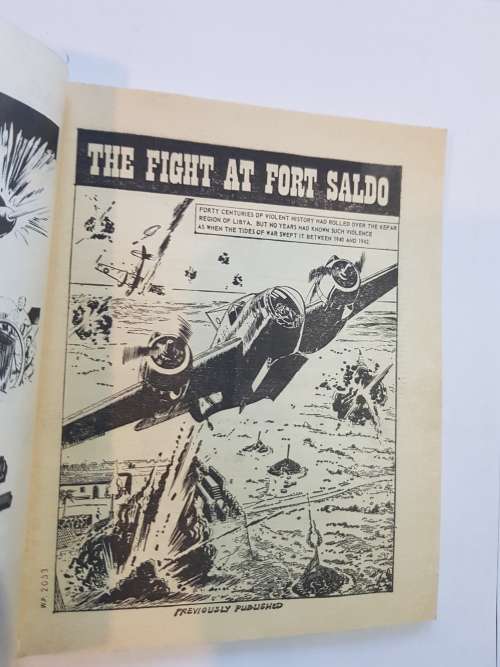 THE FIGHT AT FORT SALDO
FORTY CENTURIES OF VIOLENT HISTORY HAD ROLLED OVER THE KEFAR
REGION OF LIBYA. BUT NO YEARS HAD KNOWN SUCH VIOLENCE
AS WHEN THE TIDES OF WAR SWEPT IT BETWEEN 1940 AND 1942.
W.P. 2033
PREVIOUSLY PUBLISHED